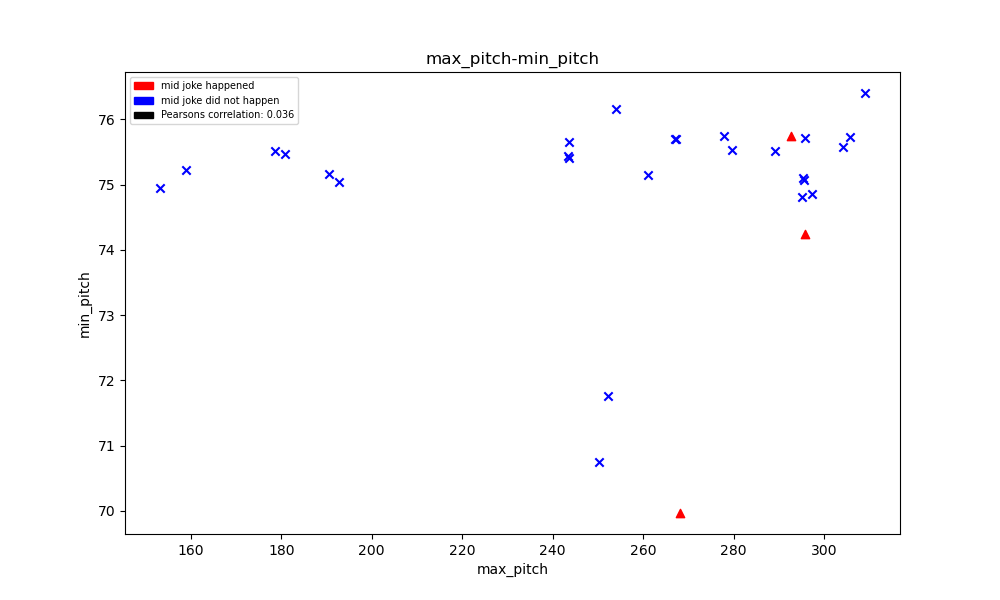 max_pitch-min_pitch
mid joke happened
mid joke did not happen
Pearsons correlation: 0.036
76
75
74
73
72
71
70
min_pitch
160 180 200 220 240 260 280 300
max_pitch